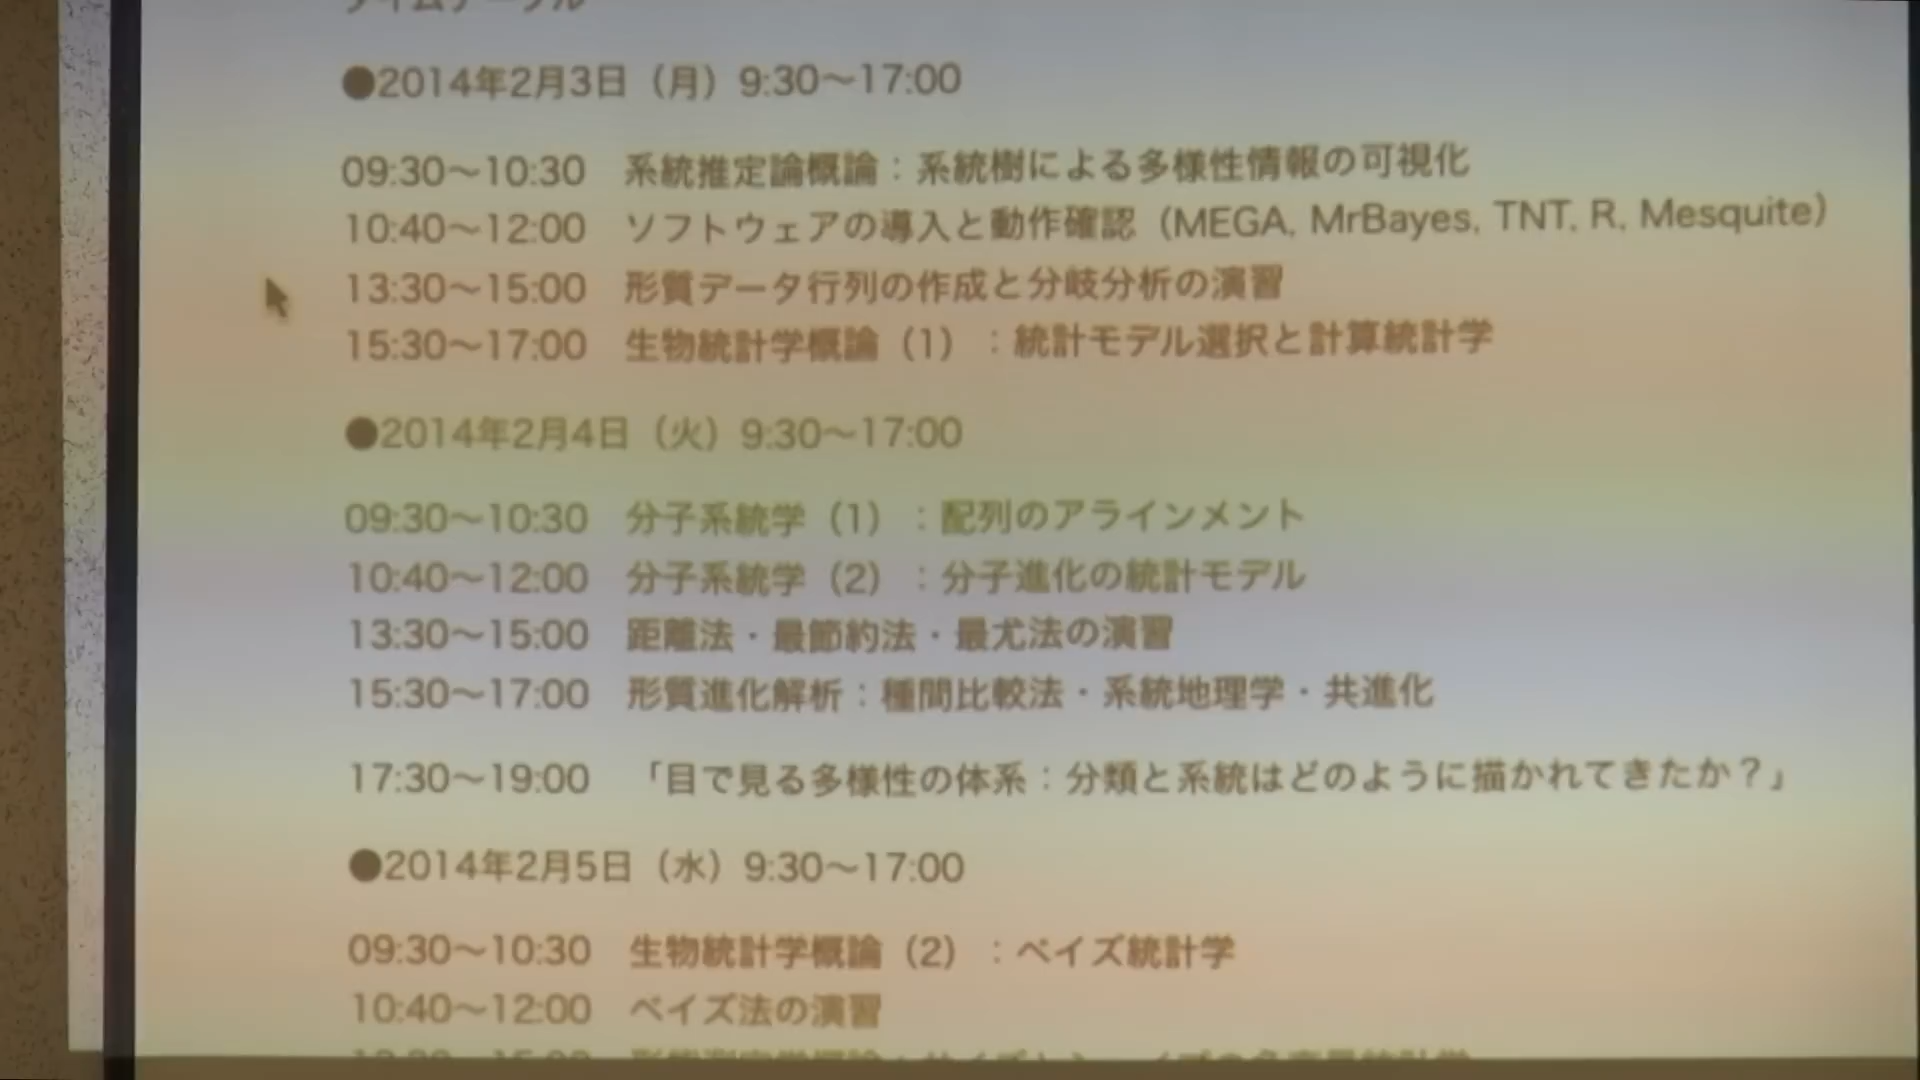 タイムテーブル
●2014年2月3日（月）9:30〜17:00
09:30〜10:30 系統推定論概論：系統樹による多様性情報の可視化
10:40〜12:00 ソフトウェアの導入と動作確認（MEGA, MrBayes, TNT, R, Mesquite）
13:30〜15:00 形質データ行列の作成と分岐分析の演習
15:30〜17:00 生物統計学概論（1）：統計モデル選択と計算統計学
●2014年2月4日（火）9:30〜17:00
09:30〜10:30 分子系統学（1）：配列のアラインメント
10:40〜12:00 分子系統学（2）：分子進化の統計モデル
13:30〜15:00 距離法・最節約法・最尤法の演習
15:30〜17:00 形質進化解析：種間比較法・系統地理学・共進化
17:30〜19:00 「目で見る多様性の体系：分類と系統はどのように描かれてきたか？」
●2014年2月5日（水）9:30〜17:00
09:30〜10:30 生物統計学概論（2）：ベイズ統計学
10:40〜12:00 ベイズ法の演習